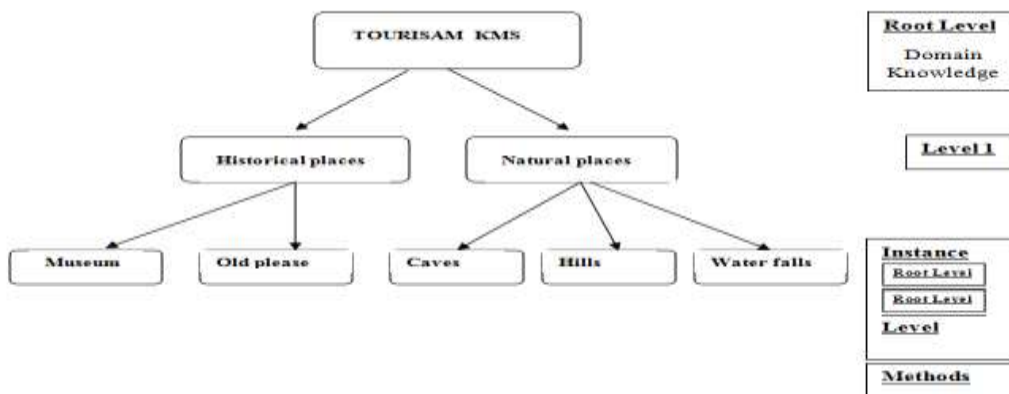 TOURISAM KMS
Root Level
Domain
Knowledge
Historical places
Natural places
Level 1
Museum
Old please
Caves
Hills
Water falls
Instance
Root Level
Root Level
Level
Methods